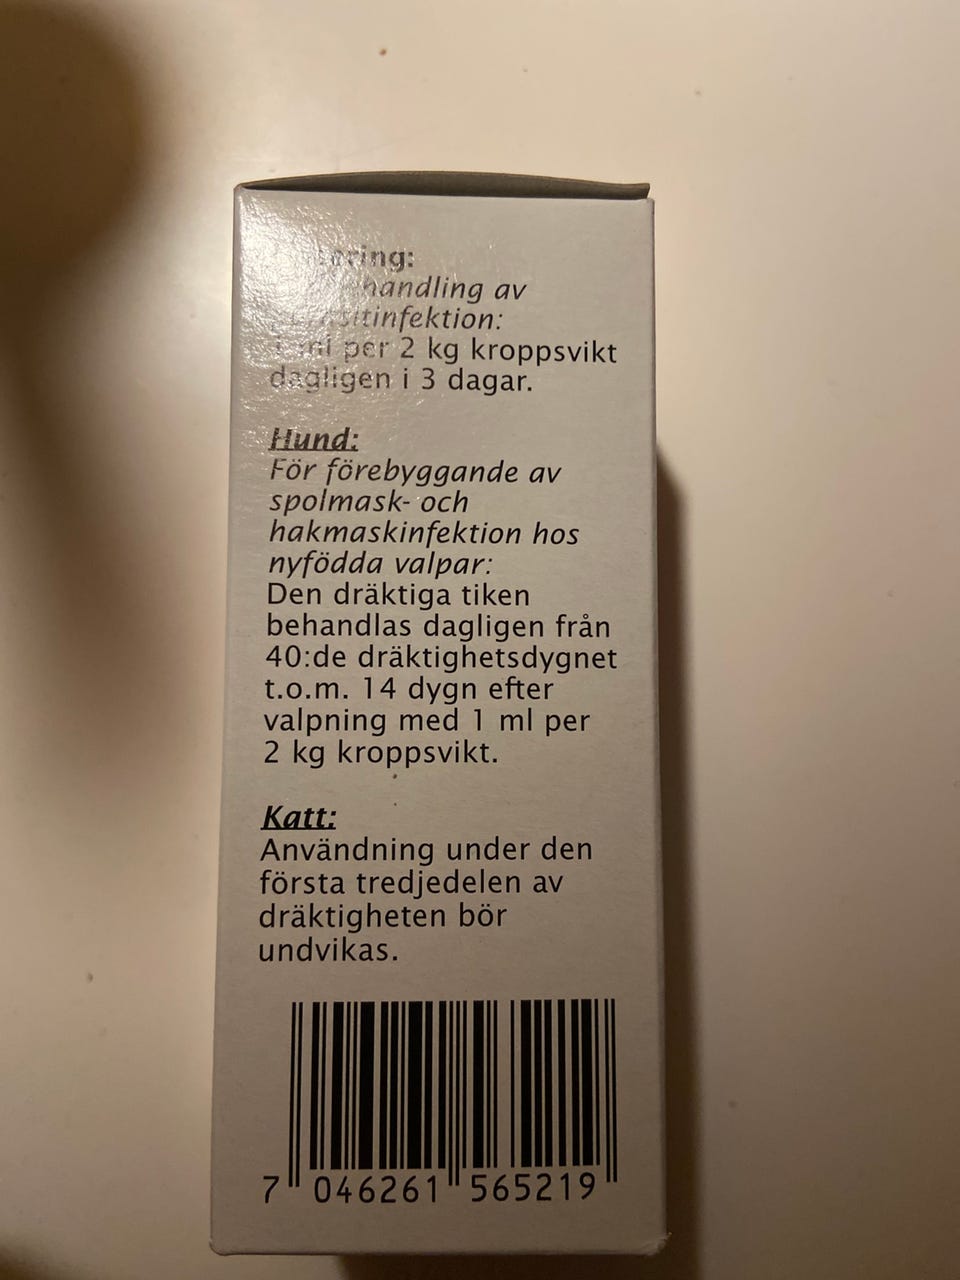 Dosering:
behandling av
parasitinfektion:
1 ml per 2 kg kroppsvikt
dagligen i 3 dagar.
Hund:
För förebyggande av
spolmask- och
hakmaskinfektion hos
nyfödda valpar:
Den dräktiga tiken
behandlas dagligen från
40:de dräktighetsdygnet
t.o.m. 14 dygn efter
valpning med 1 ml per
2 kg kroppsvikt.
Katt:
Användning under den
första tredjedelen av
dräktigheten bör
undvikas.
7 046261 565219